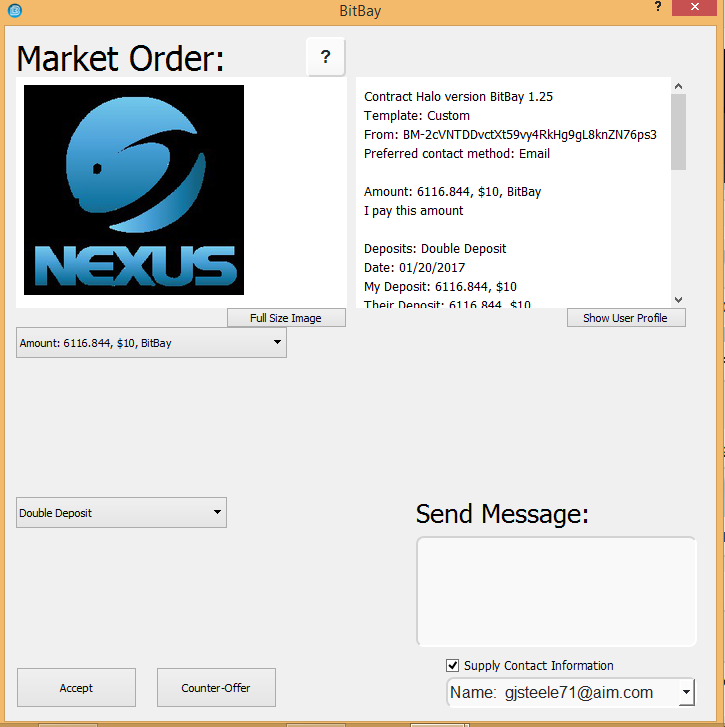 BitBay
?
Market Order:
?
NEXUS
Contract Halo version BitBay 1.25
Template: Custom
From: BM-2cVNTDDvctXt59vy4RkHg9gL8knZN76ps3
Preferred contact method: Email
Amount: 6116.844, $10, BitBay
I pay this amount
Deposits: Double Deposit
Date: 01/20/2017
My Deposit: 6116.844, $10
Their Deposit: 6116.844, $10
Full Size Image
Show User Profile
Amount: 6116.844, $10, BitBay
Double Deposit
Send Message:
Supply Contact Information
Accept
Counter-Offer
Name: gjsteele71@aim.com